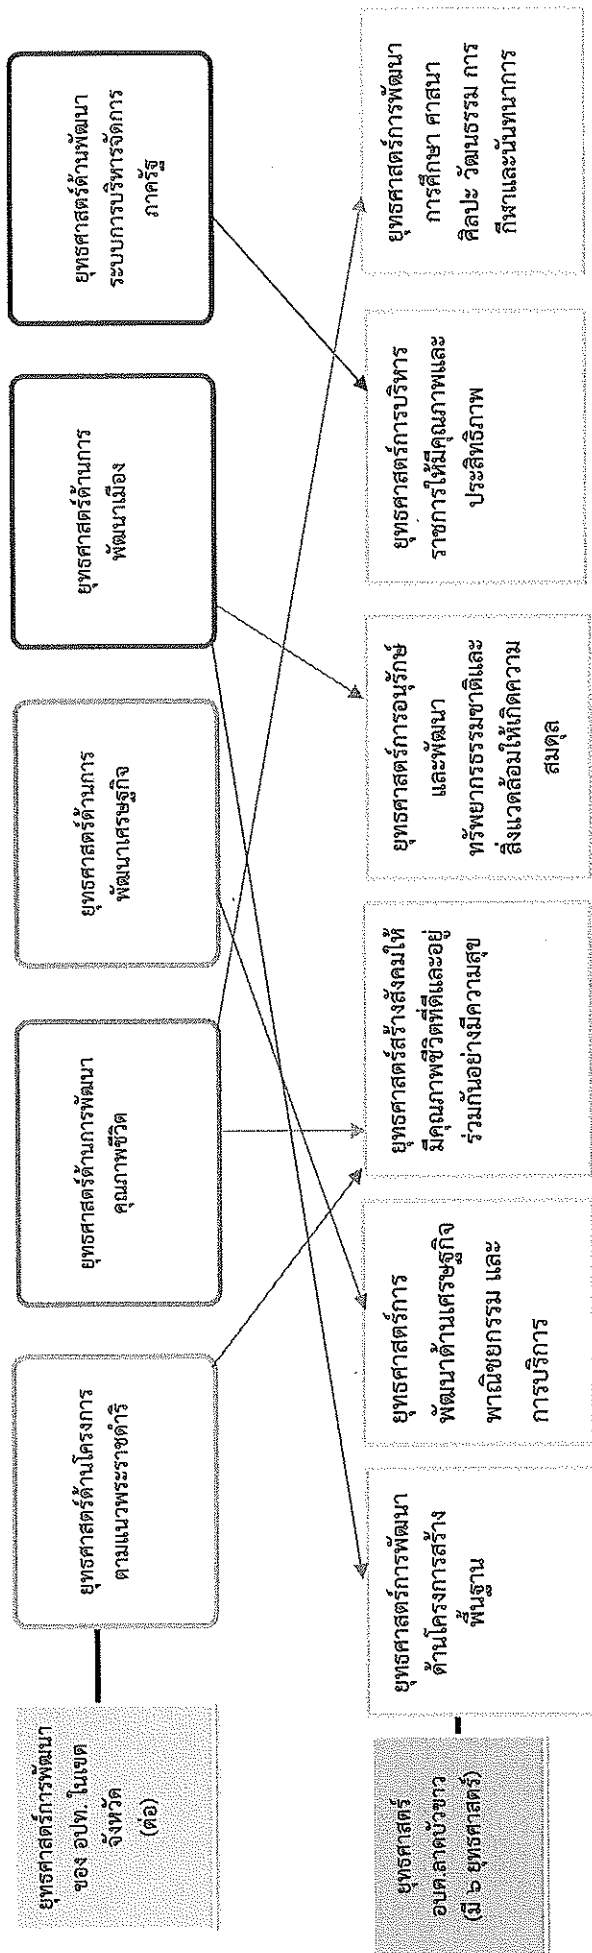 ยุทธศาสตร์การพัฒนา
ของ อปท. ในเขต
จังหวัด
(ต่อ)
ยุทธศาสตร์ด้านโครงการ
ตามแนวพระราชดำริ
ยุทธศาสตร์ด้านการพัฒนา
คุณภาพชีวิต
ยุทธศาสตร์ด้านการ
พัฒนาเศรษฐกิจ
ยุทธศาสตร์ด้านการ
พัฒนาเมือง
ยุทธศาสตร์ด้านพัฒนา
ระบบการบริหารจัดการ
ภาครัฐ
ยุทธศาสตร์
อบต.ลาดบัวขาว
(มี ๖ ยุทธศาสตร์)
ยุทธศาสตร์การพัฒนา
ด้านโครงการสร้าง
พื้นฐาน
ยุทธศาสตร์การ
พัฒนาด้านเศรษฐกิจ
พาณิชยกรรม และ
การบริการ
ยุทธศาสตร์สร้างสังคมให้
มีคุณภาพชีวิตที่ดีและอยู่
ร่วมกันอย่างมีความสุข
ยุทธศาสตร์การอนุรักษ์
และพัฒนา
ทรัพยากรธรรมชาติและ
สิ่งแวดล้อมให้เกิดความ
สมดุล
ยุทธศาสตร์การบริหาร
ราชการให้มีคุณภาพและ
ประสิทธิภาพ
ยุทธศาสตร์การพัฒนา
การศึกษา ศาสนา
ศิลปะ วัฒนธรรม การ
กีฬาและนันทนาการ